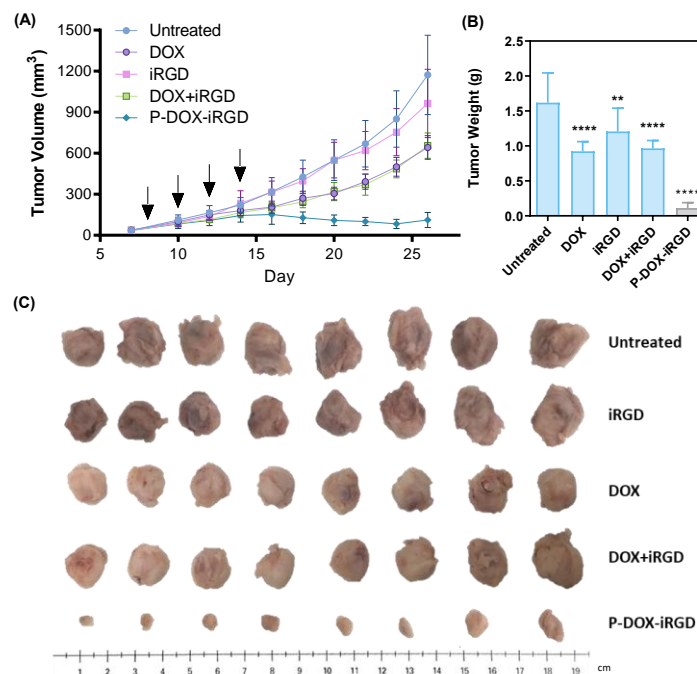 (A)
Untreated
DOX
iRGD
DOX+iRGD
P-DOX-iRGD
Tumor Volume (mm3)
1500
1200
900
600
300
0
5
10
15
20
25
Day
(B)
Tumor Weight (g)
2.5
2.0
1.5
1.0
0.5
0.0
****
**
****
****
Untreated
DOX
iRGD
DOX+iRGD
P-DOX-iRGD
(C)
Untreated
iRGD
DOX
DOX+iRGD
P-DOX-iRGD
1 2 3 4 5 6 7 8 9 10 11 12 13 14 15 16 17 18 19 cm